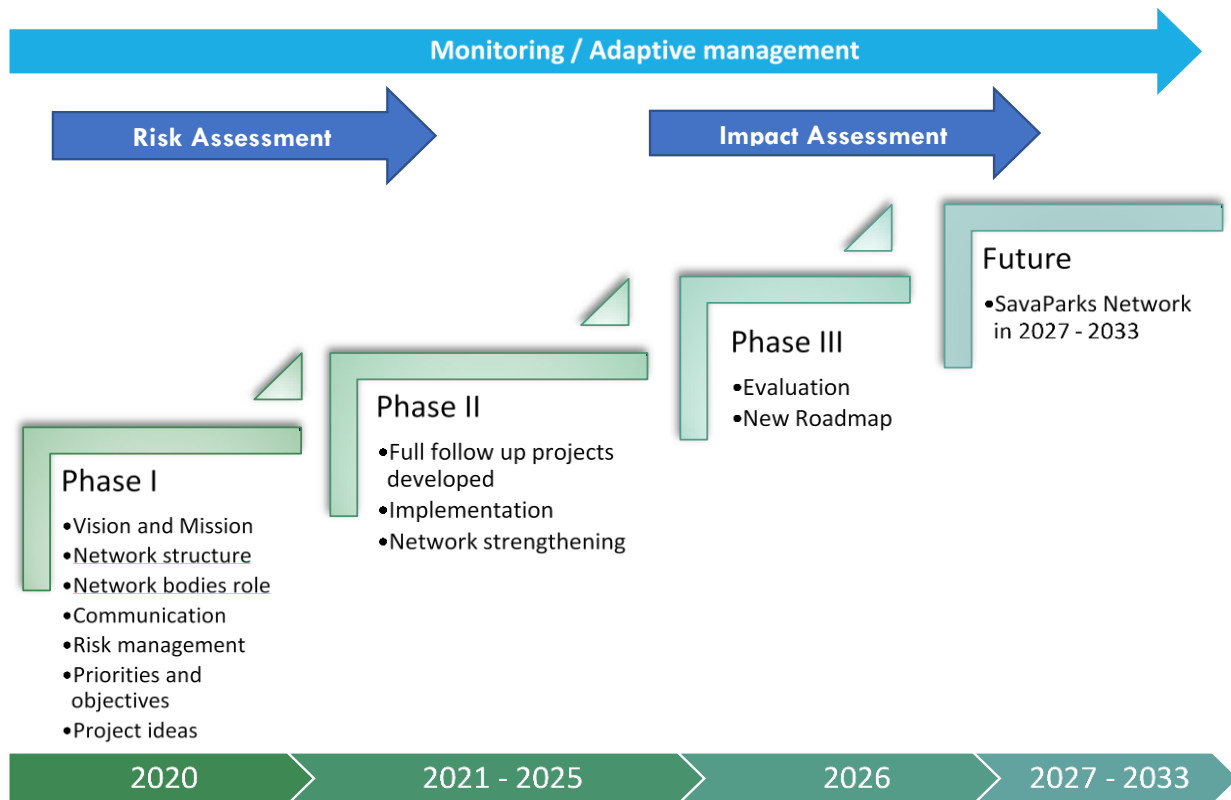 Monitoring / Adaptive management
Risk Assessment
Impact Assessment
Phase I
•Vision and Mission
•Network structure
•Network bodies role
•Communication
•Risk management
•Priorities and
objectives
•Project ideas
Phase II
•Full follow up projects
developed
•Implementation
•Network strengthening
Phase III
•Evaluation
•New Roadmap
Future
•SavaParks Network
in 2027 - 2033
2020
2021 - 2025
2026
2027 - 2033